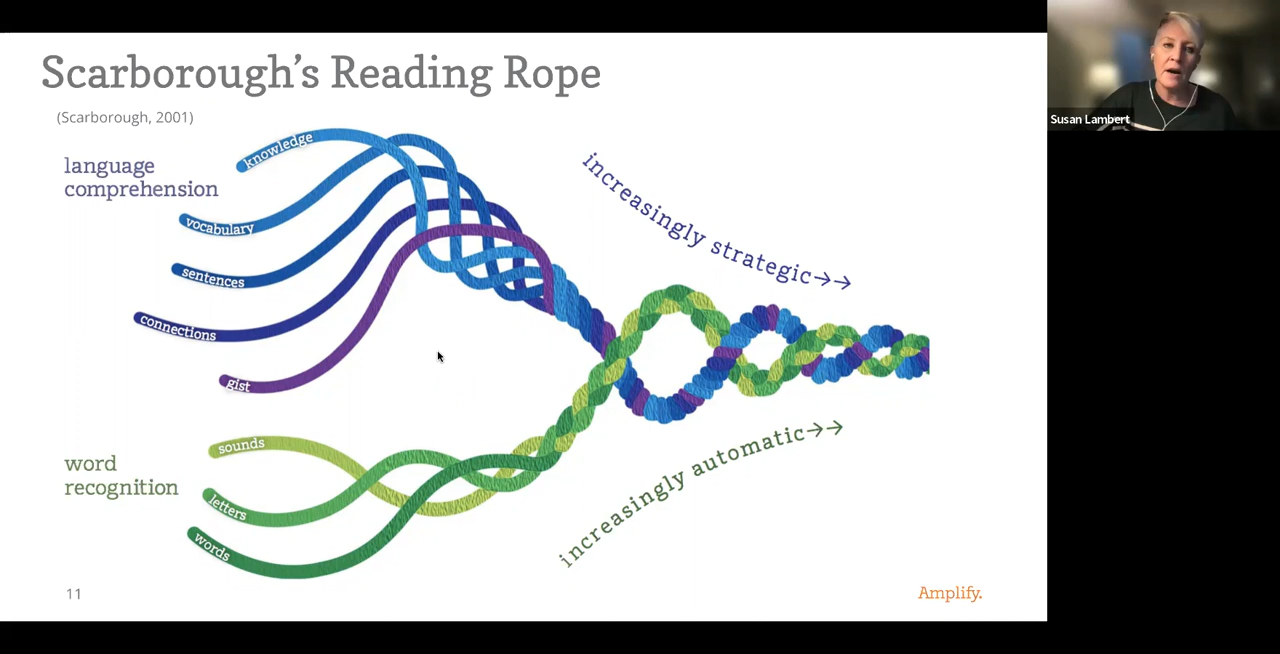 Scarborough's Reading Rope
(Scarborough, 2001)
language
comprehension
knowledge
vocabulary
sentences
connections
gist
increasingly strategic→→
word
recognition
sounds
letters
words
increasingly automatic→→
11
Amplify.
Susan Lambert